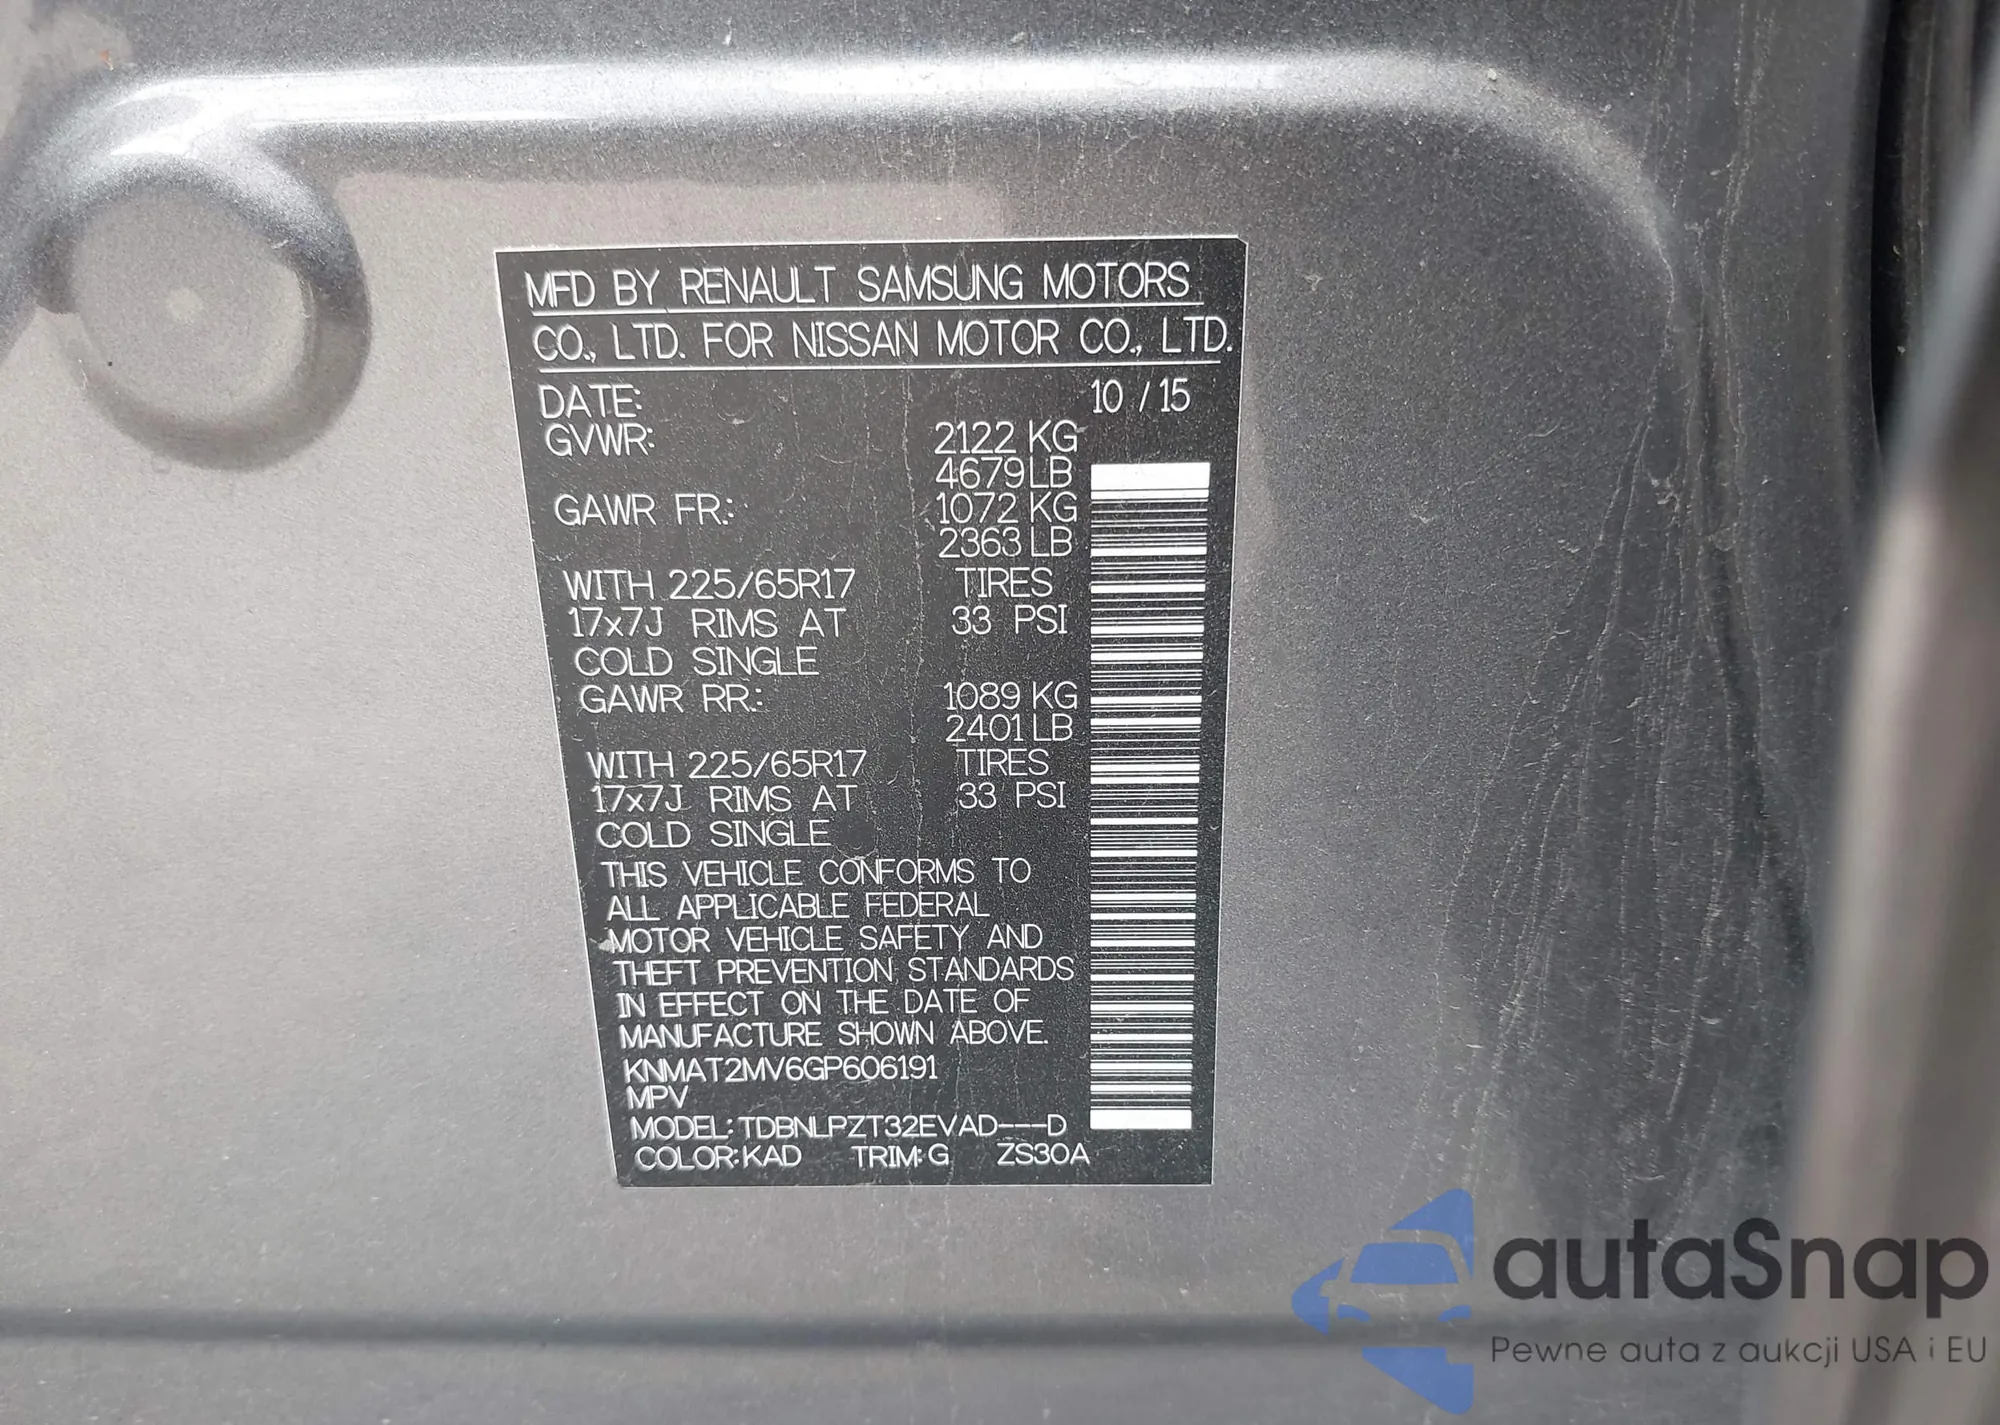 MFD BY RENAULT SAMSUNG MOTORS
CO., LTD. FOR NISSAN MOTOR CO., LTD.
DATE: 10 / 15
GVWR: 2122 KG
4679 LB
GAWR FR.: 1072 KG
2363 LB
WITH 225/65R17 TIRES
17x7J RIMS AT 33 PSI
COLD SINGLE
GAWR RR.: 1089 KG
2401 LB
WITH 225/65R17 TIRES
17x7J RIMS AT 33 PSI
COLD SINGLE
THIS VEHICLE CONFORMS TO
ALL APPLICABLE FEDERAL
MOTOR VEHICLE SAFETY AND
THEFT PREVENTION STANDARDS
IN EFFECT ON THE DATE OF
MANUFACTURE SHOWN ABOVE.
KNMAT2MV6GP606191
MPV
MODEL: TDBNLPZT32EVAD---D
COLOR: KAD TRIM: G ZS30A
autaSnap
Pewne auta z aukcji USA i EU